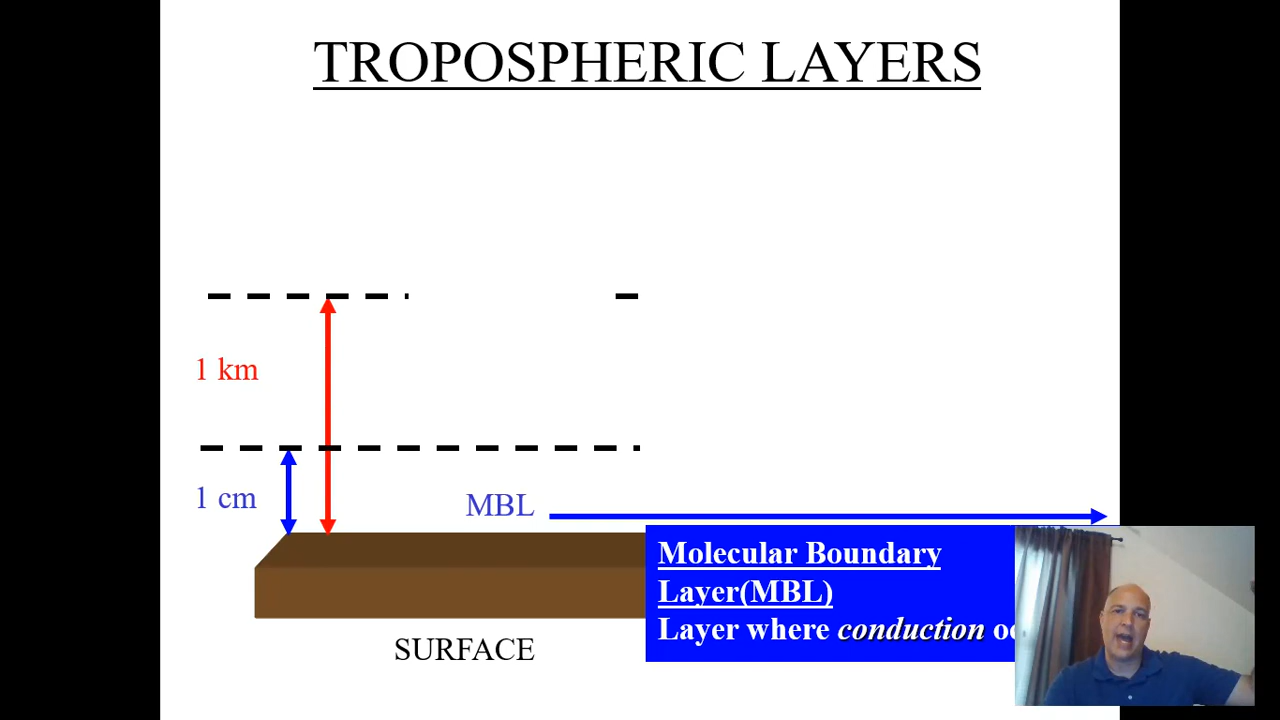 TROPOSPHERIC LAYERS
1 km
1 cm
MBL
Molecular Boundary
Layer(MBL)
Layer where conduction
SURFACE